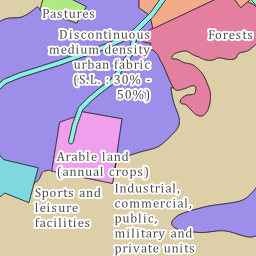 Pastures
Discontinuous
medium density
urban fabric
(S.L. : 30% -
50%)
Forests
Arable land
(annual crops)
Sports and
leisure
facilities
Industrial,
commercial,
public,
military and
private units